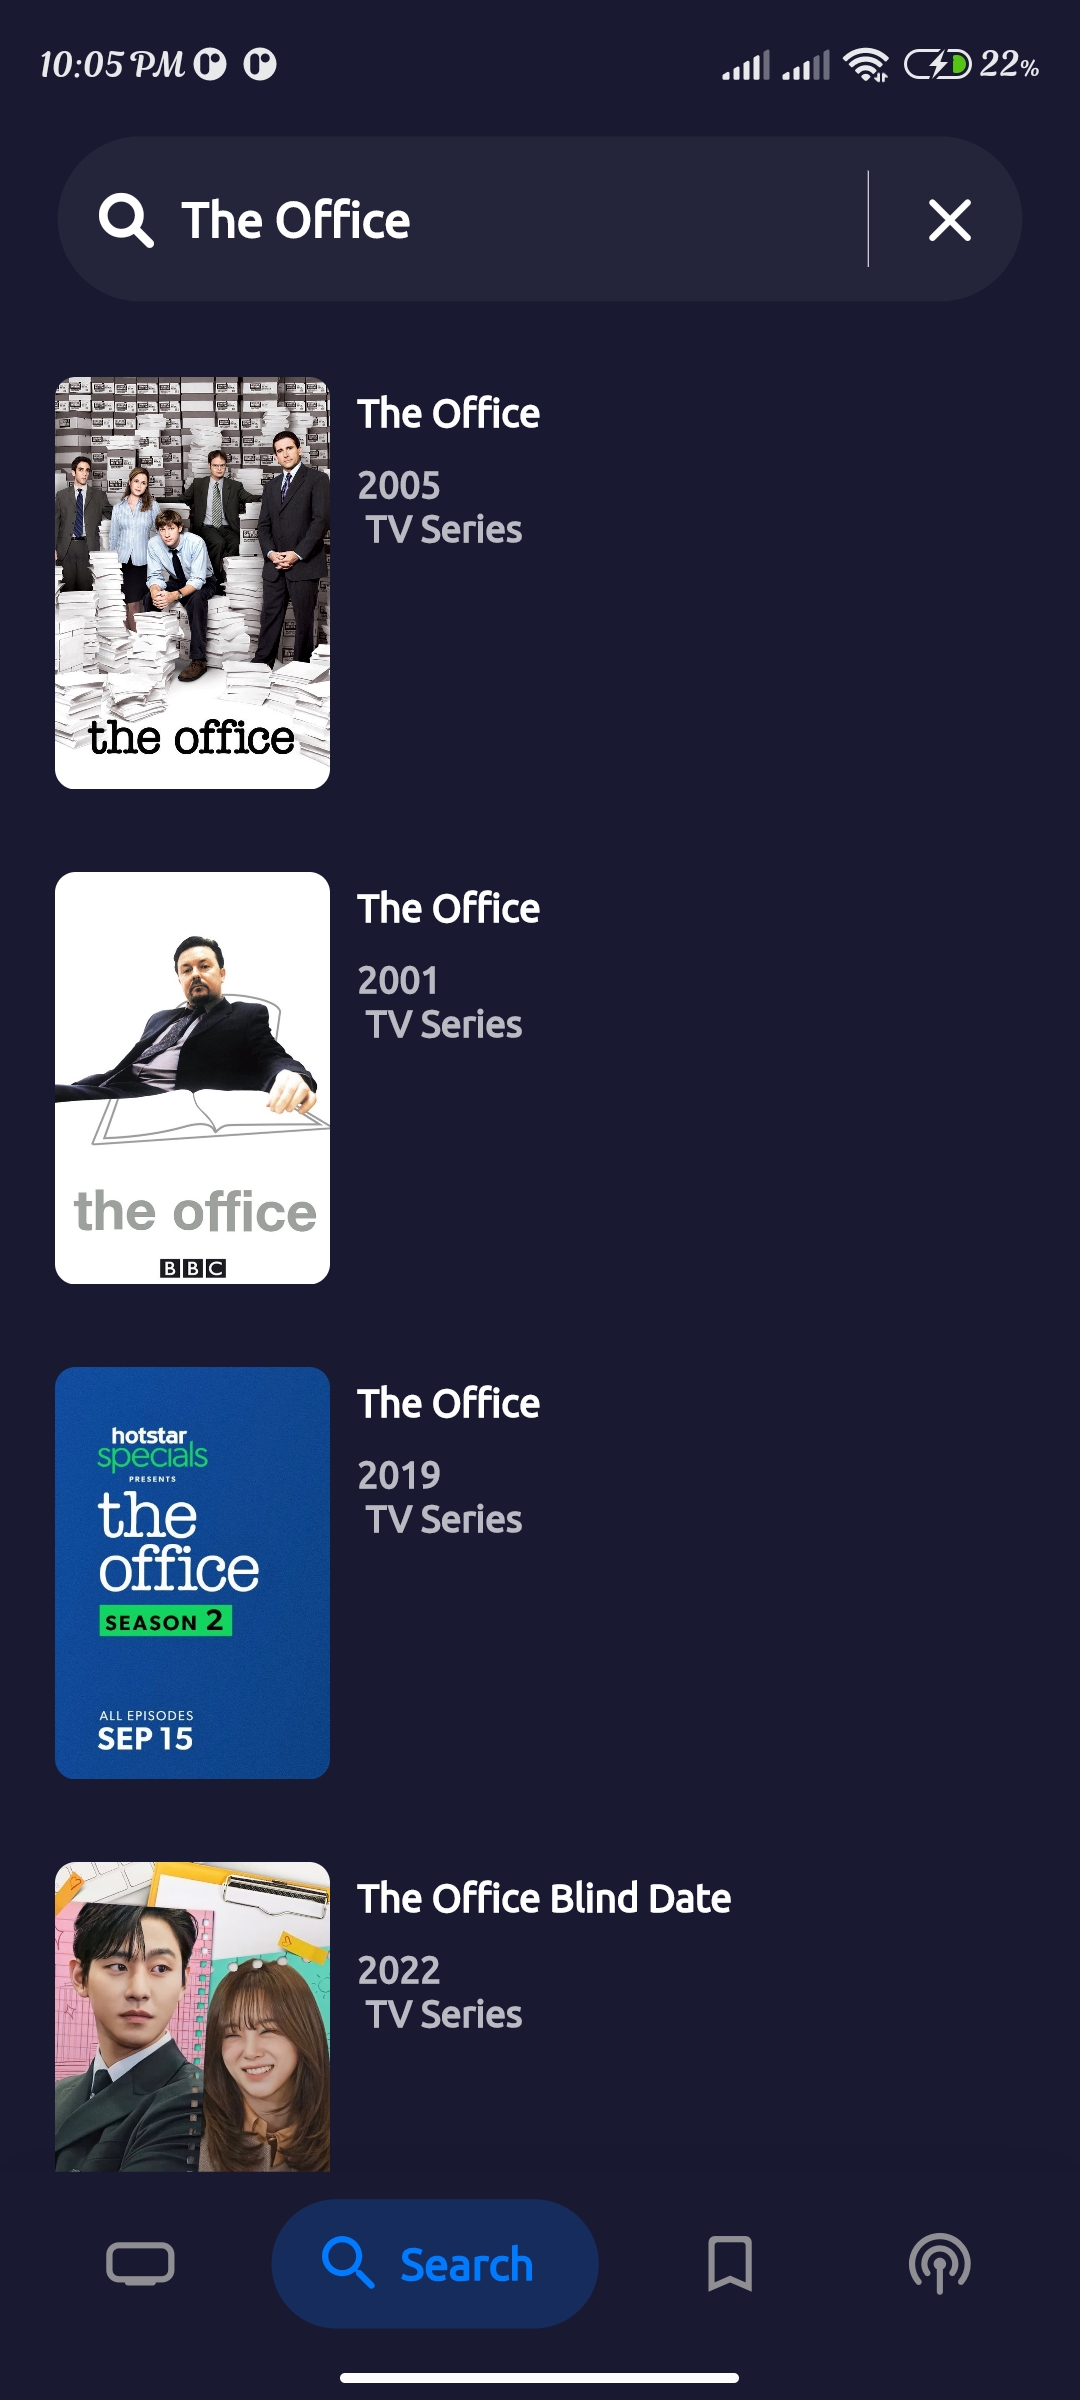 10:05 PM
22%
The Office
The Office
2005
TV Series
the office
The Office
2001
TV Series
the office
BBC
The Office
2019
TV Series
hotstar
specials
PRESENTS
the
office
SEASON 2
ALL EPISODES
SEP 15
The Office Blind Date
2022
TV Series
Search